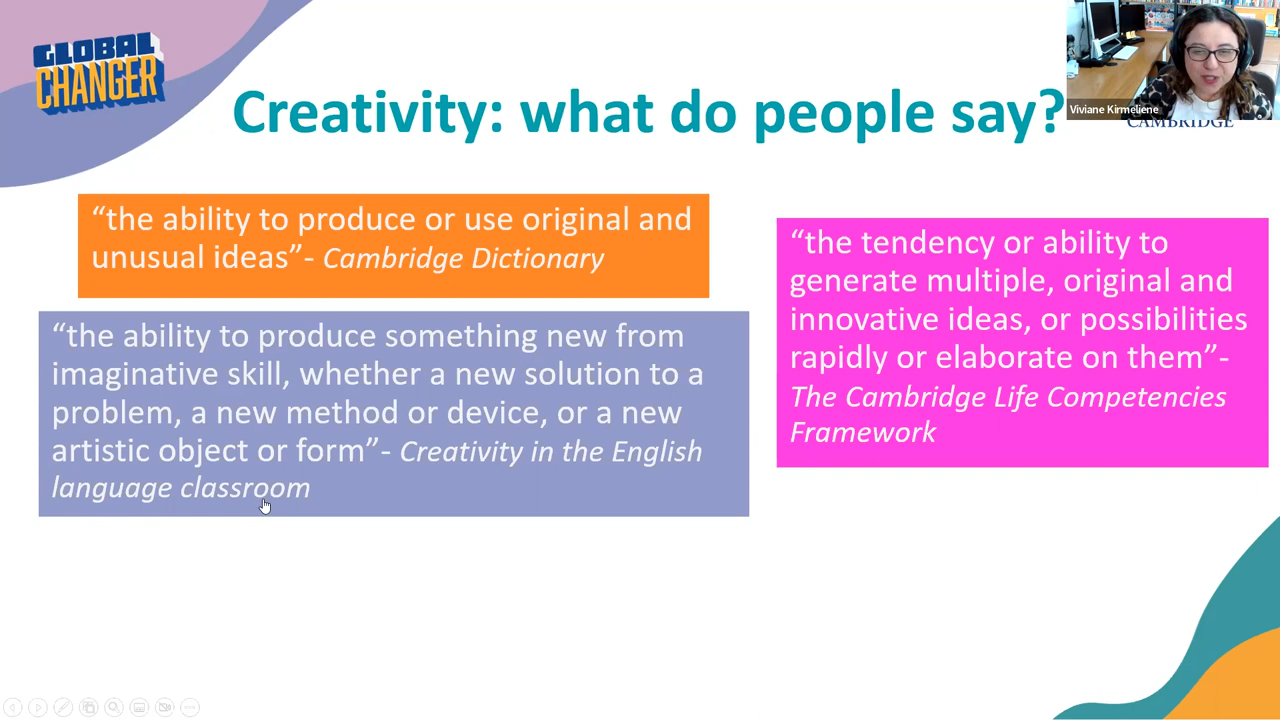 GLOBAL
CHANGER
Creativity: what do people say?
Viviane Kirmeliene
CAMBRIDGE
“the ability to produce or use original and
unusual ideas”- Cambridge Dictionary
“the ability to produce something new from
imaginative skill, whether a new solution to a
problem, a new method or device, or a new
artistic object or form”- Creativity in the English
language classroom
“the tendency or ability to
generate multiple, original and
innovative ideas, or possibilities
rapidly or elaborate on them”-
The Cambridge Life Competencies
Framework